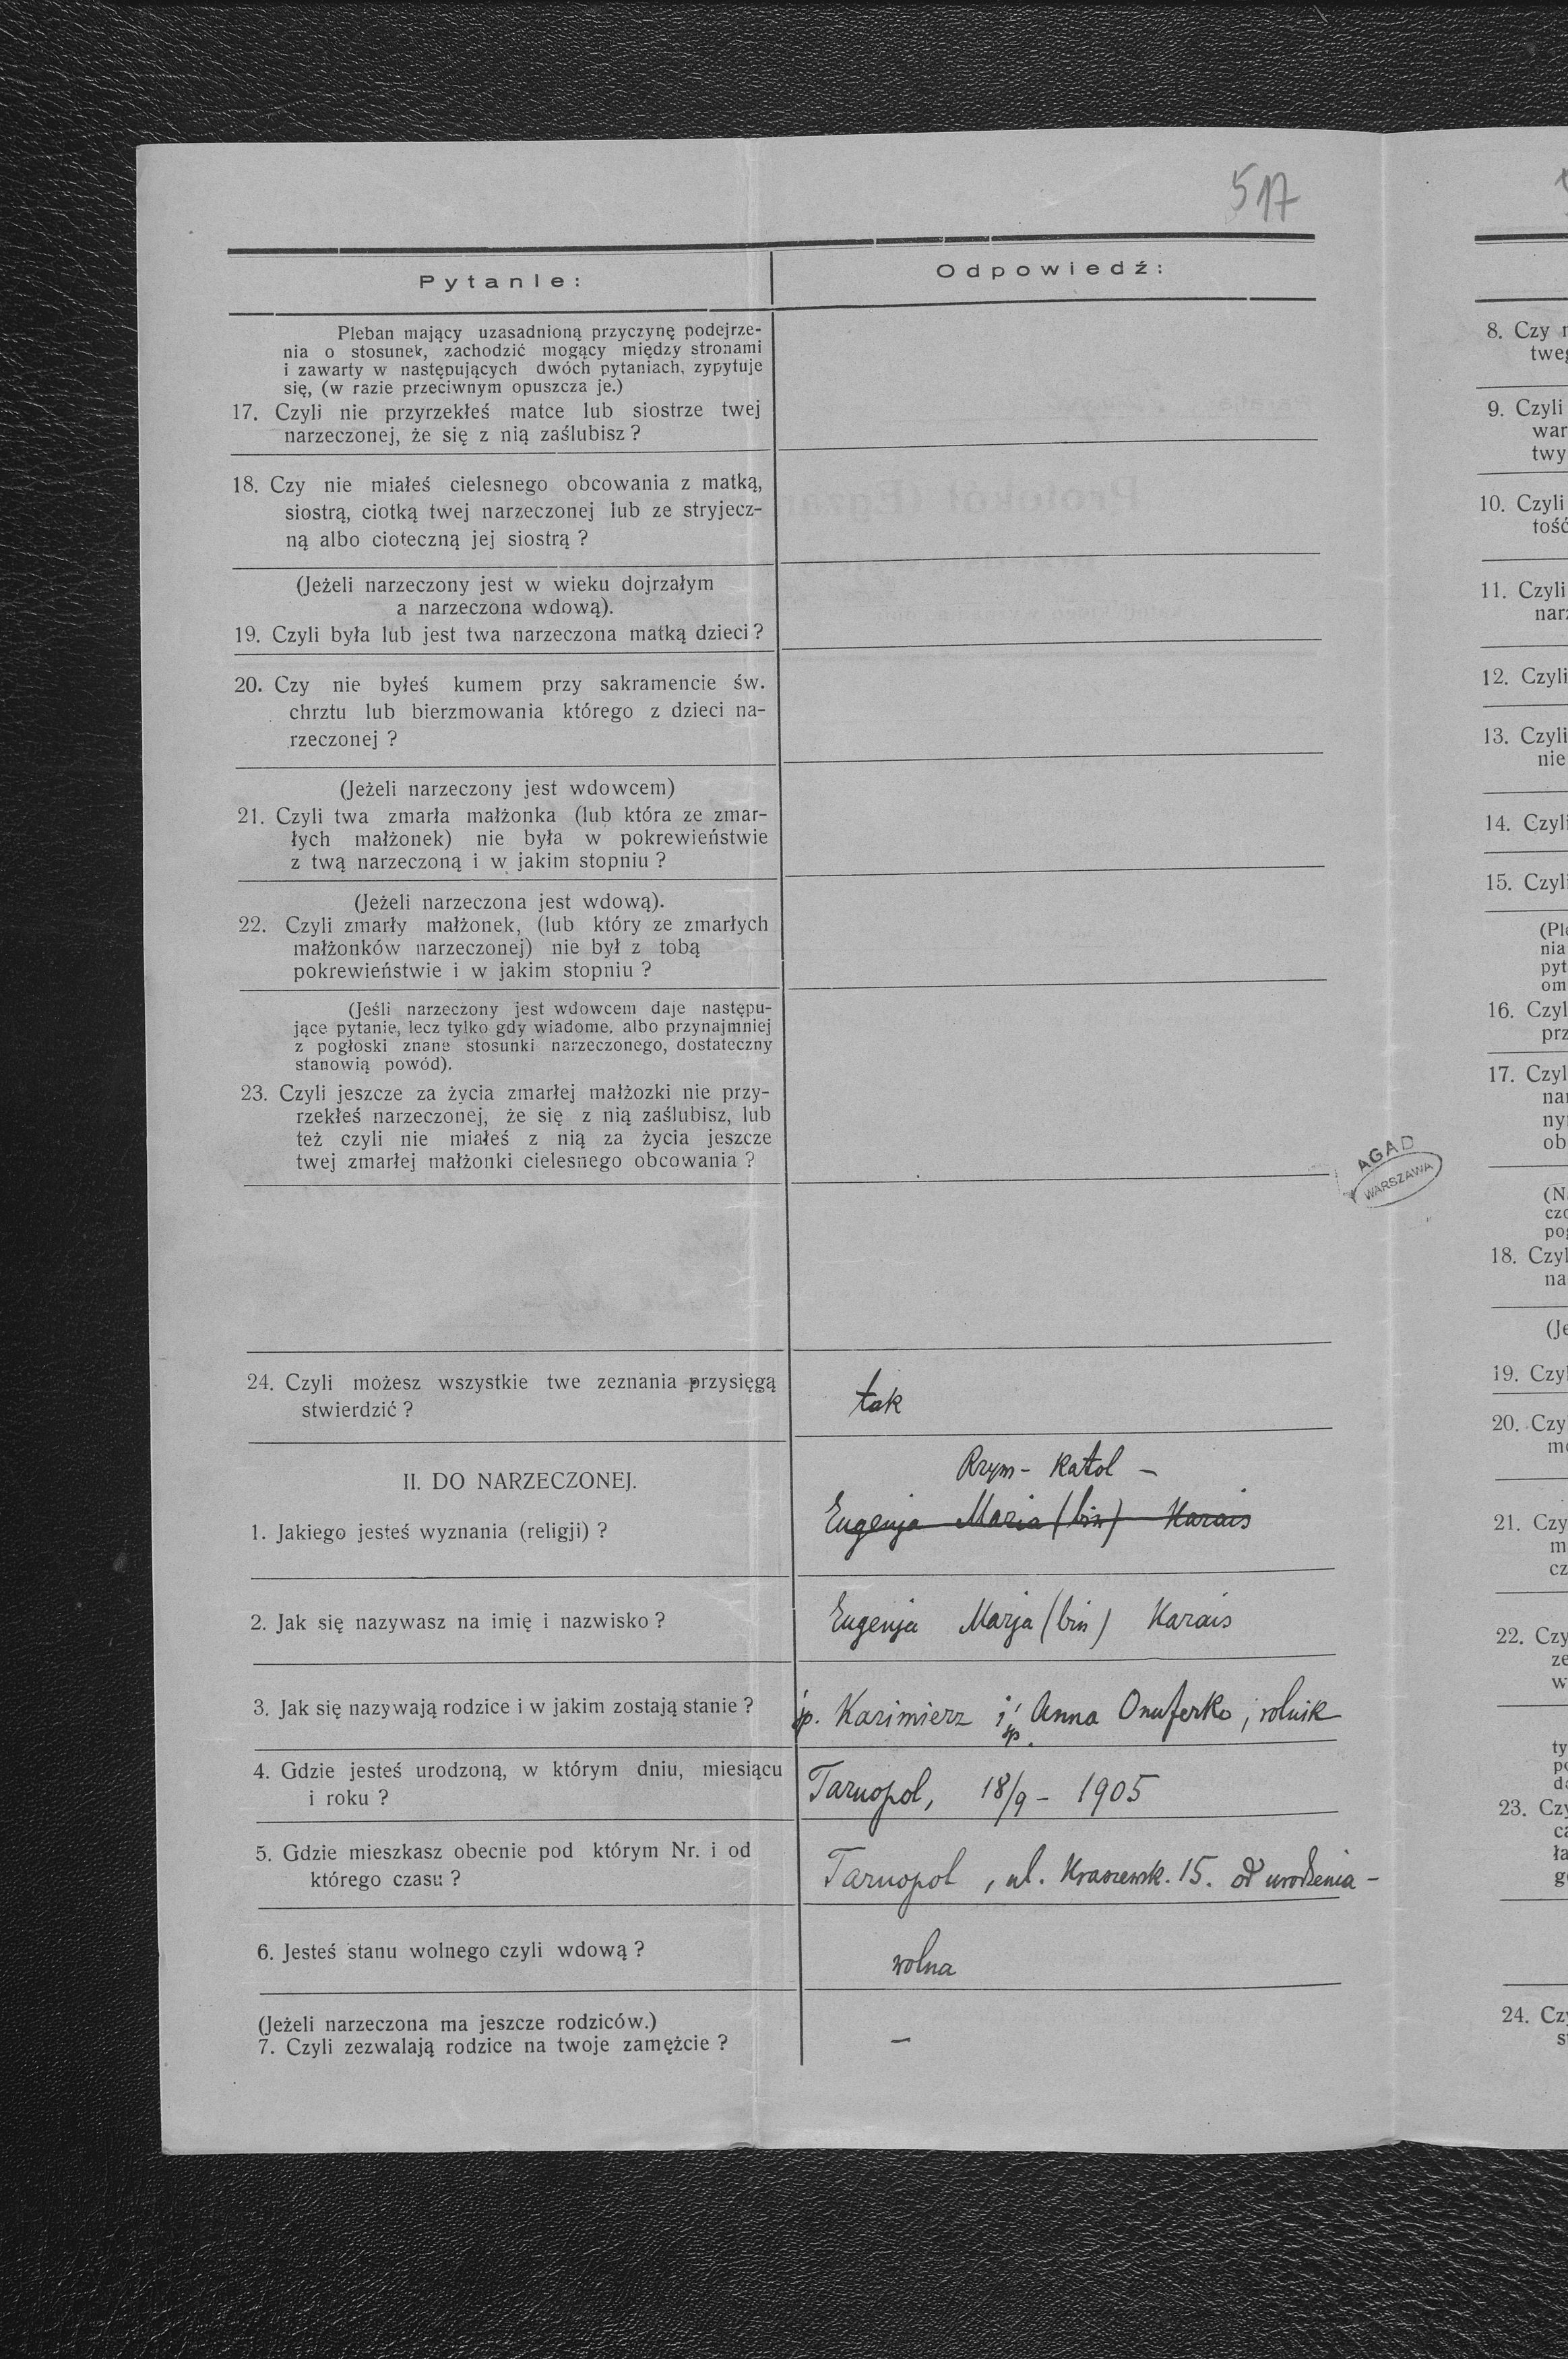 517
Pytanie:
Odpowiedź:
Pleban mający uzasadnioną przyczynę podejrze-
nia o stosunek, zachodzić mogący między stronami
i zawarty w następujących dwóch pytaniach, zypytuje
się, (w razie przeciwnym opuszcza je.)
17. Czyli nie przyrzekłeś matce lub siostrze twej
narzeczonej, że się z nią zaślubisz ?
18. Czy nie miałeś cielesnego obcowania z matką,
siostrą, ciotką twej narzeczonej lub ze stryjecz-
ną albo cioteczną jej siostrą ?
(Jeżeli narzeczony jest w wieku dojrzałym
a narzeczona wdową).
19. Czyli była lub jest twa narzeczona matką dzieci ?
20. Czy nie byłeś kumem przy sakramencie św.
chrztu lub bierzmowania którego z dzieci na-
rzeczonej ?
(Jeżeli narzeczony jest wdowcem)
21. Czyli twa zmarła małżonka (lub która ze zmar-
łych małżonek) nie była w pokrewieństwie
z twą narzeczoną i w jakim stopniu ?
(Jeżeli narzeczona jest wdową).
22. Czyli zmarły małżonek, (lub który ze zmarłych
małżonków narzeczonej) nie był z tobą
pokrewieństwie i w jakim stopniu ?
(Jeśli narzeczony jest wdowcem daje następu-
jące pytanie, lecz tylko gdy wiadome, albo przynajmniej
z pogłoski znane stosunki narzeczonego, dostateczny
stanowią powód).
23. Czyli jeszcze za życia zmarłej małżozki nie przy-
rzekłeś narzeczonej, że się z nią zaślubisz, lub
też czyli nie miałeś z nią za życia jeszcze
twej zmarłej małżonki cielesnego obcowania ?
AGAD
WARSZAWA
24. Czyli możesz wszystkie twe zeznania przysięgą
stwierdzić ?
tak
II. DO NARZECZONEJ.
Rzym - Katol -
1. Jakiego jesteś wyznania (religji) ?
Eugenja Maria (bin) Karais
2. Jak się nazywasz na imię i nazwisko ?
Eugenja Marja (bin) Karais
3. Jak się nazywają rodzice i w jakim zostają stanie ?
śp. Kazimierz i śp. Anna Onuferko, rolnik
4. Gdzie jesteś urodzoną, w którym dniu, miesiącu
i roku ?
Tarnopol, 18/9 - 1905
5. Gdzie mieszkasz obecnie pod którym Nr. i od
którego czasu ?
Tarnopol, ul. Kraszewsk. 15. od urodzenia -
6. Jesteś stanu wolnego czyli wdową ?
wolna
(Jeżeli narzeczona ma jeszcze rodziców.)
7. Czyli zezwalają rodzice na twoje zamężcie ?
—
8. Czy
9. Czyli
10. Czyli
11. Czyli
12. Czyli
13. Czyli
nie
14. Czyli
15. Czyli
16. Czyl
17. Czyl
18. Czyl
19. Czyl
20. Czy
21. Czy
22. Czy
23. Czy
24. Cz